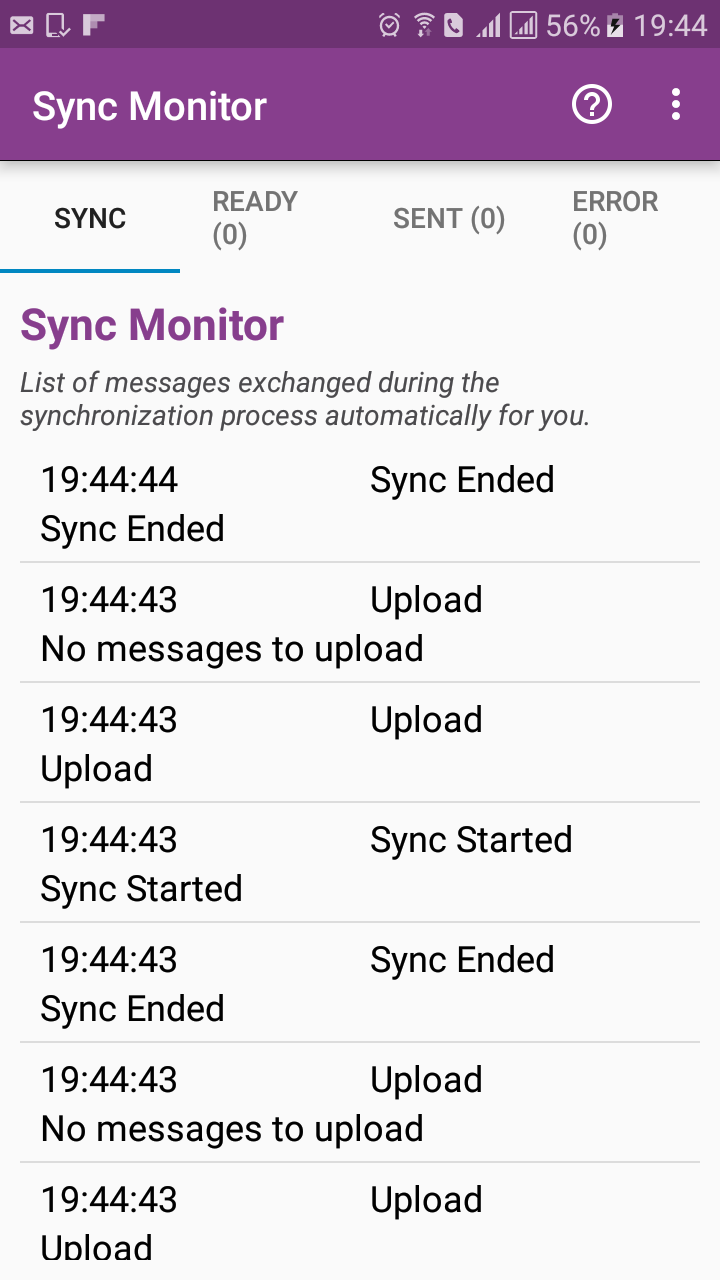 56% 19:44
Sync Monitor
SYNC
READY
(0)
SENT (0)
ERROR
(0)
Sync Monitor
List of messages exchanged during the
synchronization process automatically for you.
19:44:44 Sync Ended
Sync Ended
19:44:43 Upload
No messages to upload
19:44:43 Upload
Upload
19:44:43 Sync Started
Sync Started
19:44:43 Sync Ended
Sync Ended
19:44:43 Upload
No messages to upload
19:44:43 Upload
Upload